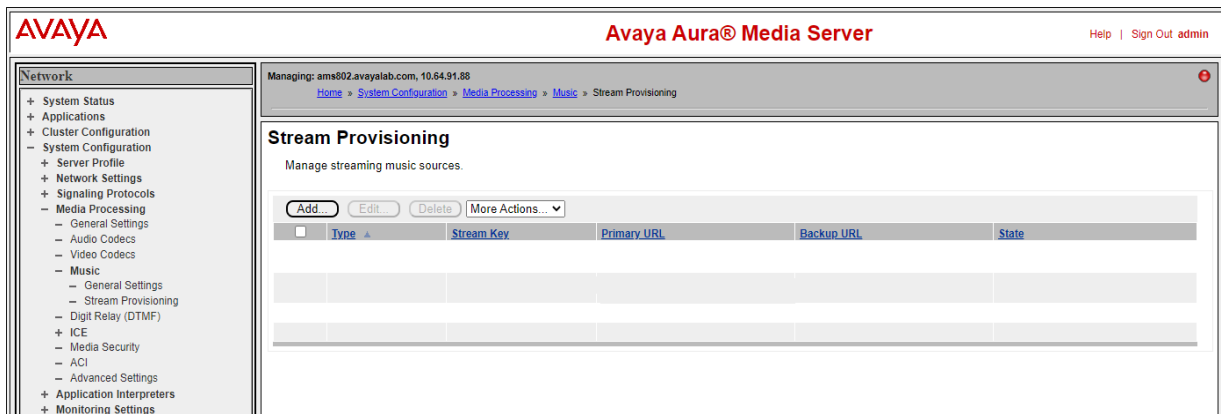 AVAYA
Avaya Aura® Media Server
Help | Sign Out admin
Network
+ System Status
+ Applications
+ Cluster Configuration
− System Configuration
+ Server Profile
+ Network Settings
+ Signaling Protocols
− Media Processing
− General Settings
− Audio Codecs
− Video Codecs
− Music
− General Settings
− Stream Provisioning
− Digit Relay (DTMF)
+ ICE
− Media Security
− ACI
− Advanced Settings
+ Application Interpreters
+ Monitoring Settings
Managing: ams802.avayalab.com, 10.64.91.88
Home » System Configuration » Media Processing » Music » Stream Provisioning
Stream Provisioning
Manage streaming music sources.
Add... Edit... Delete More Actions...
Type Stream Key Primary URL Backup URL State